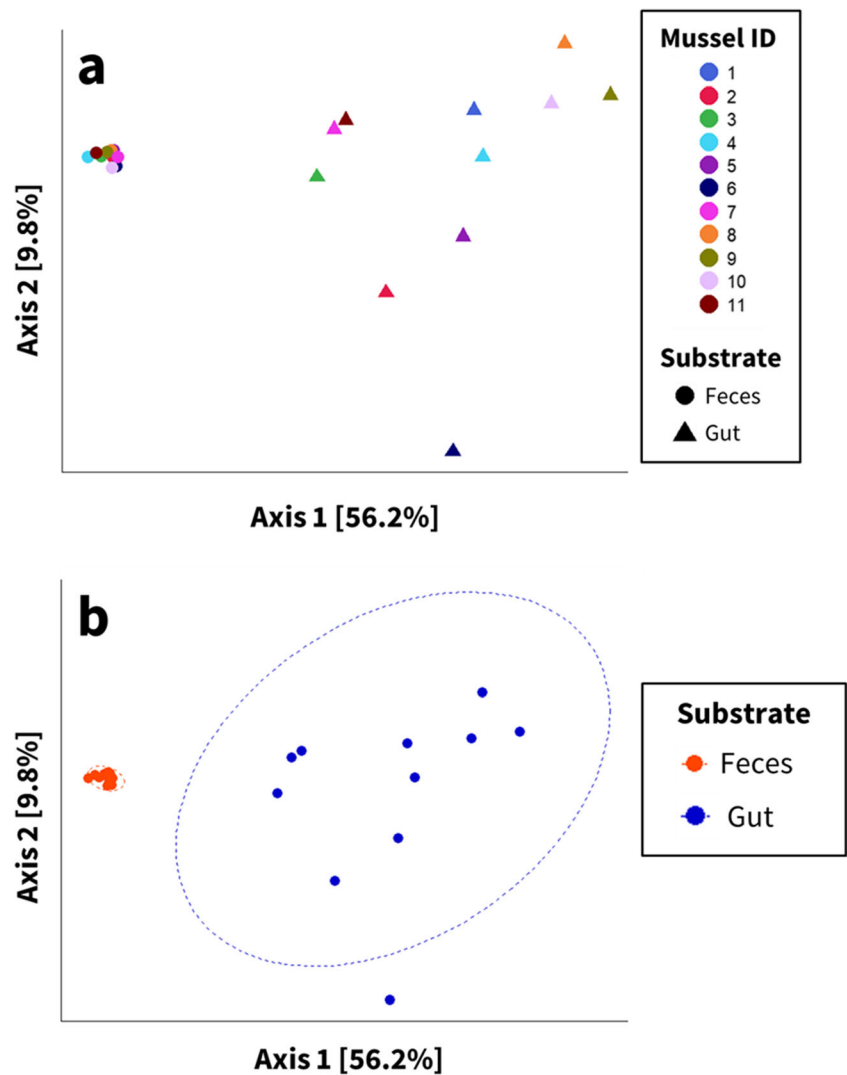 a
Axis 2 [9.8%]
Axis 1 [56.2%]
Mussel ID
1
2
3
4
5
6
7
8
9
10
11
Substrate
Feces
Gut
b
Axis 2 [9.8%]
Axis 1 [56.2%]
Substrate
Feces
Gut